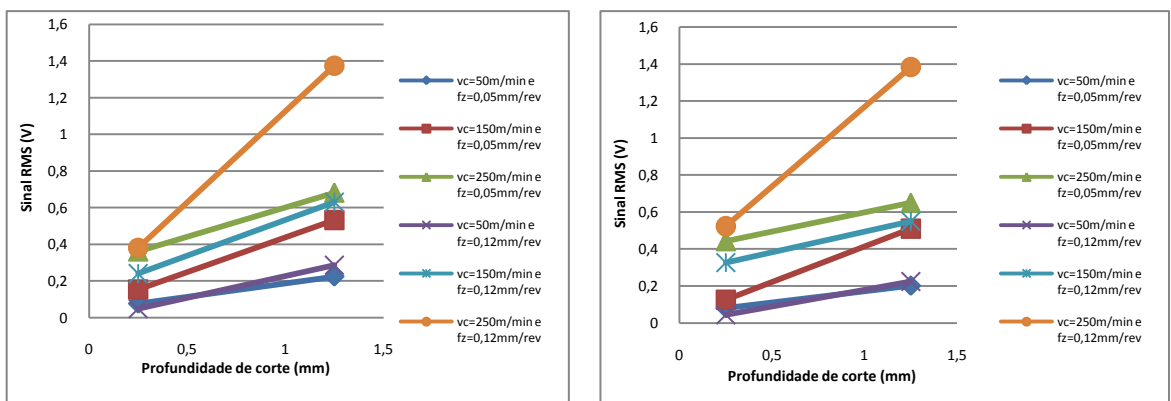 1,6
1,4
1,2
1
0,8
0,6
0,4
0,2
0
Sinal RMS (V)
0
0,5
1
1,5
Profundidade de corte (mm)
vc=50m/min e
fz=0,05mm/rev
vc=150m/min e
fz=0,05mm/rev
vc=250m/min e
fz=0,05mm/rev
vc=50m/min e
fz=0,12mm/rev
vc=150m/min e
fz=0,12mm/rev
vc=250m/min e
fz=0,12mm/rev
1,6
1,4
1,2
1
0,8
0,6
0,4
0,2
0
Sinal RMS (V)
0
0,5
1
1,5
Profundidade de corte (mm)
vc=50m/min e
fz=0,05mm/rev
vc=150m/min e
fz=0,05mm/rev
vc=250m/min e
fz=0,05mm/rev
vc=50m/min e
fz=0,12mm/rev
vc=150m/min e
fz=0,12mm/rev
vc=250m/min e
fz=0,12mm/rev